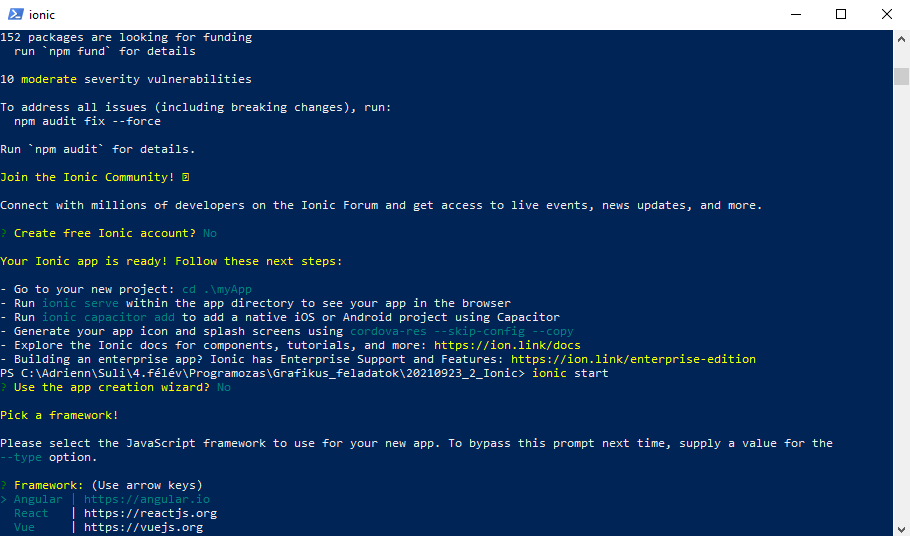 ionic
152 packages are looking for funding
  run `npm fund` for details

10 moderate severity vulnerabilities

To address all issues (including breaking changes), run:
  npm audit fix --force

Run `npm audit` for details.

Join the Ionic Community!

Connect with millions of developers on the Ionic Forum and get access to live events, news updates, and more.

? Create free Ionic account? No

Your Ionic app is ready! Follow these next steps:

- Go to your new project: cd .\myApp
- Run ionic serve within the app directory to see your app in the browser
- Run ionic capacitor add to add a native iOS or Android project using Capacitor
- Generate your app icon and splash screens using cordova-res --skip-config --copy
- Explore the Ionic docs for components, tutorials, and more: https://ion.link/docs
- Building an enterprise app? Ionic has Enterprise Support and Features: https://ion.link/enterprise-edition
PS C:\Adrienn\Suli\4.félév\Programozas\Grafikus_feladatok\20210923_2_Ionic> ionic start
? Use the app creation wizard? No

Pick a framework!

Please select the JavaScript framework to use for your new app. To bypass this prompt next time, supply a value for the
--type option.

? Framework: (Use arrow keys)
> Angular | https://angular.io
  React   | https://reactjs.org
  Vue     | https://vuejs.org